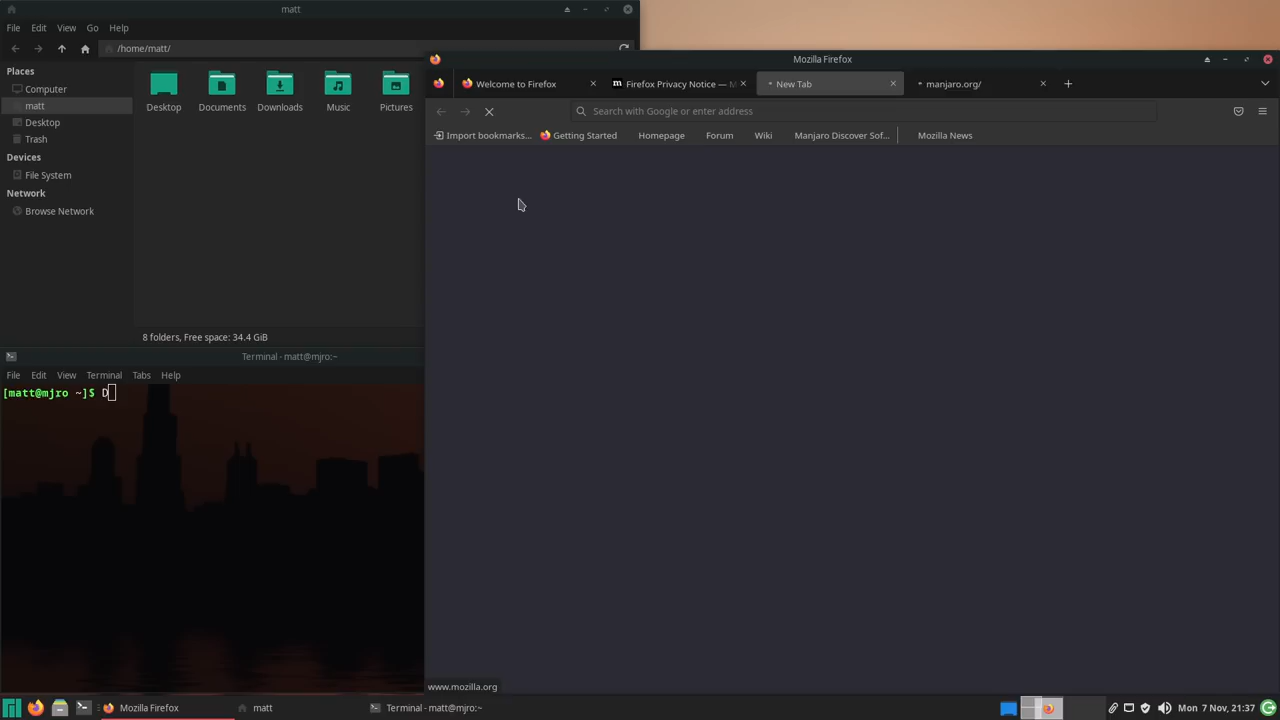 matt
File Edit View Go Help
/home/matt/
Places
Computer
matt
Desktop
Trash
Devices
File System
Network
Browse Network
Desktop Documents Downloads Music Pictures
8 folders, Free space: 34.4 GiB
Terminal - matt@mjro:~
File Edit View Terminal Tabs Help
[matt@mjro ~]$ D
Mozilla Firefox
Welcome to Firefox
Firefox Privacy Notice — M
New Tab
manjaro.org/
Search with Google or enter address
Import bookmarks... Getting Started Homepage Forum Wiki Manjaro Discover Sof... Mozilla News
www.mozilla.org
Mozilla Firefox matt Terminal - matt@mjro:~ Mon 7 Nov, 21:37